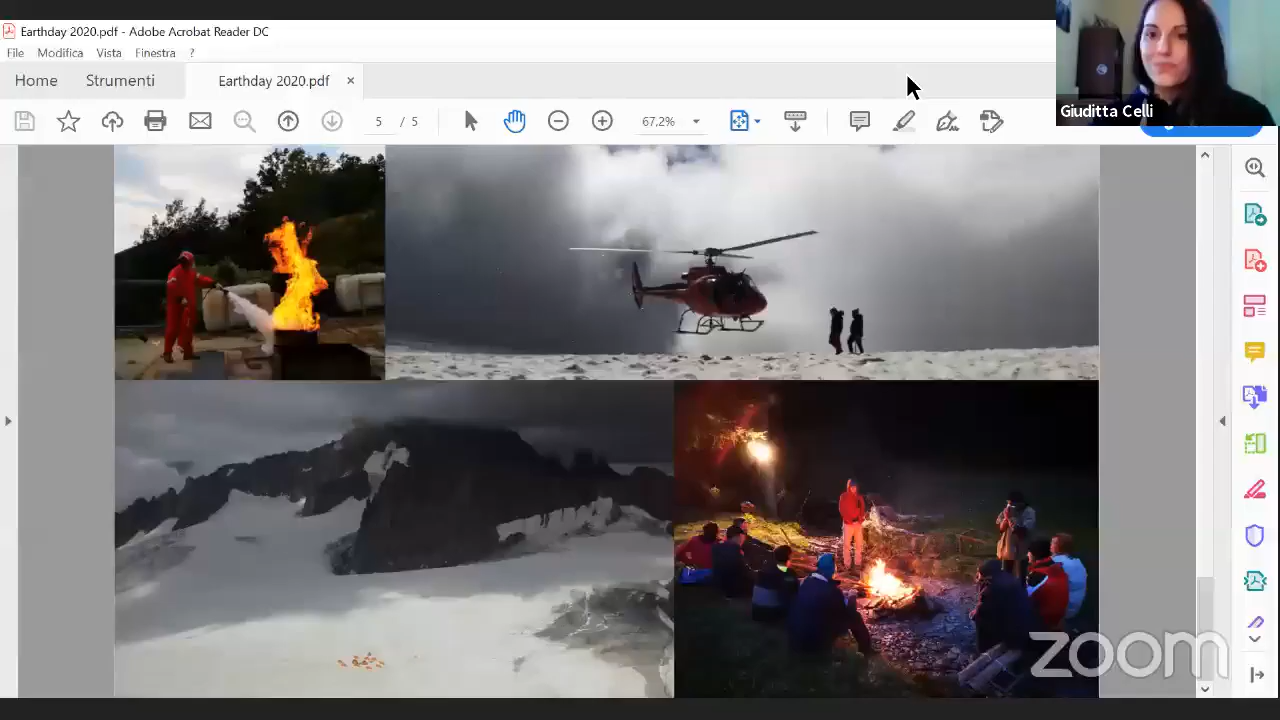 Earthday 2020.pdf - Adobe Acrobat Reader DC
File Modifica Vista Finestra ?
Home Strumenti Earthday 2020.pdf ×
5 / 5 67,2%
Giuditta Celli
zoom